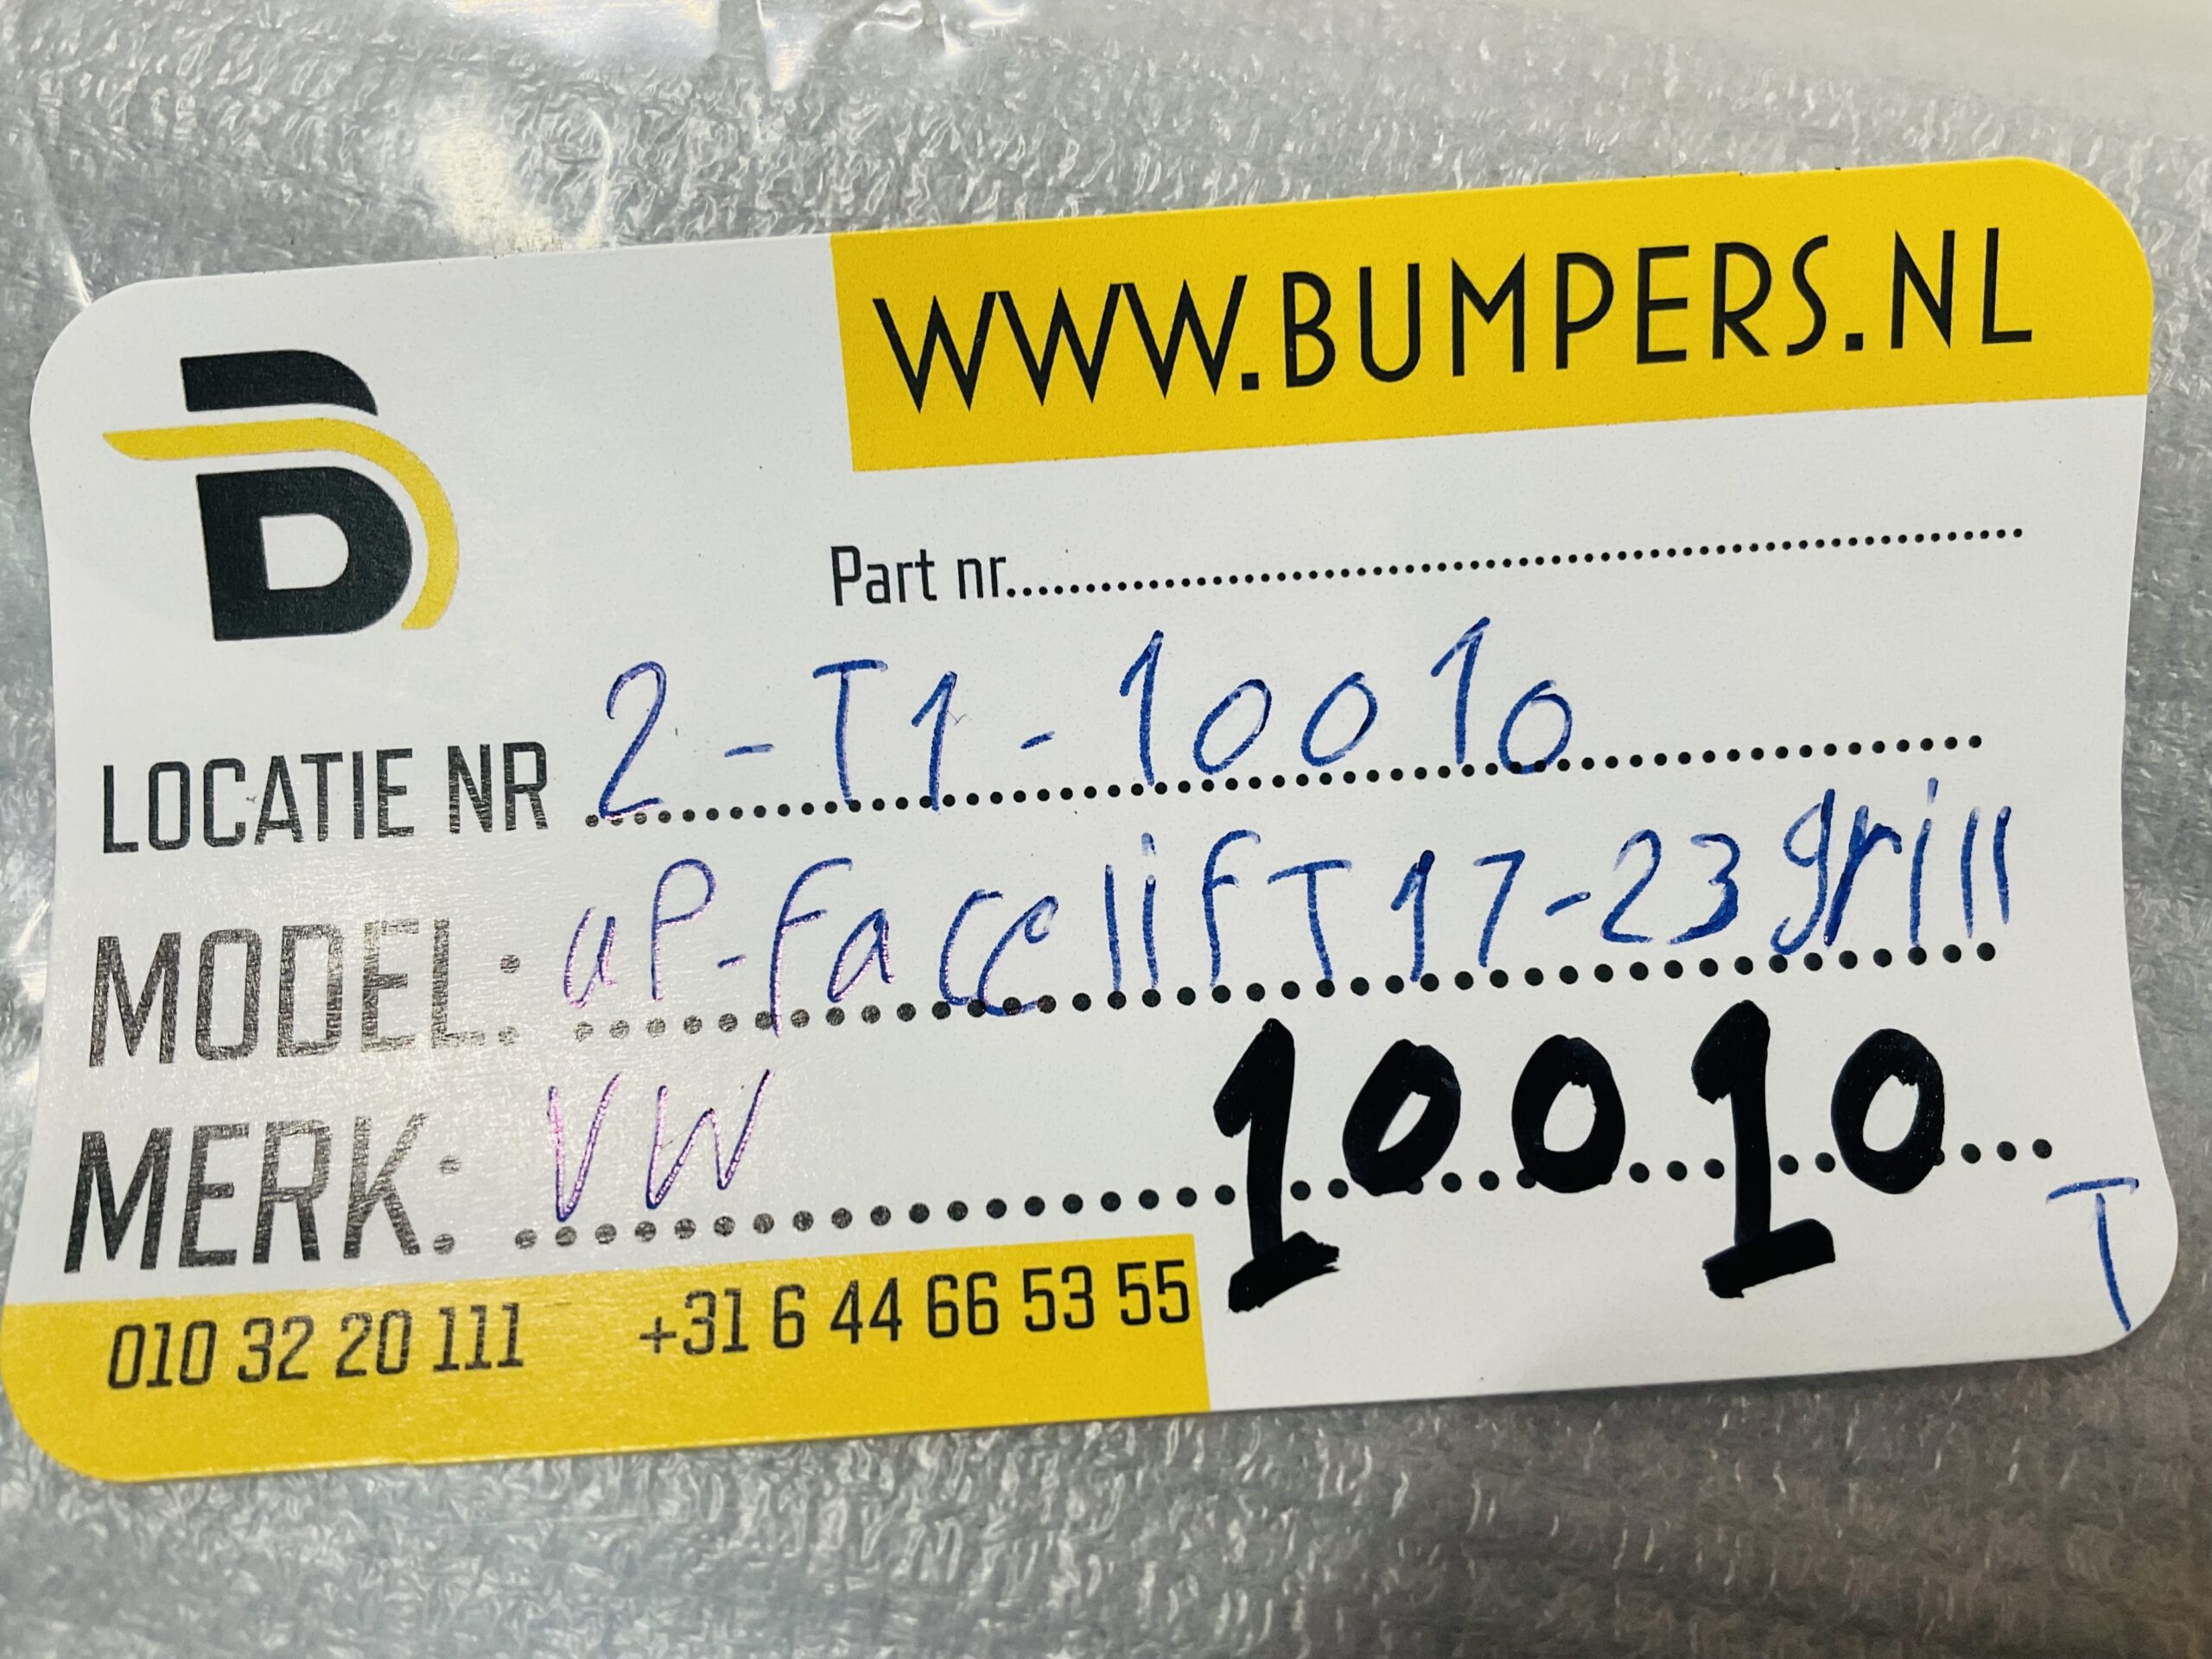 WWW.BUMPERS.NL
Part nr..........
LOCATIE NR 2-T1-10010
MODEL: uP-facelifT 17-23 grill
MERK: VW 10010
T
010 32 20 111 +31 6 44 66 53 55